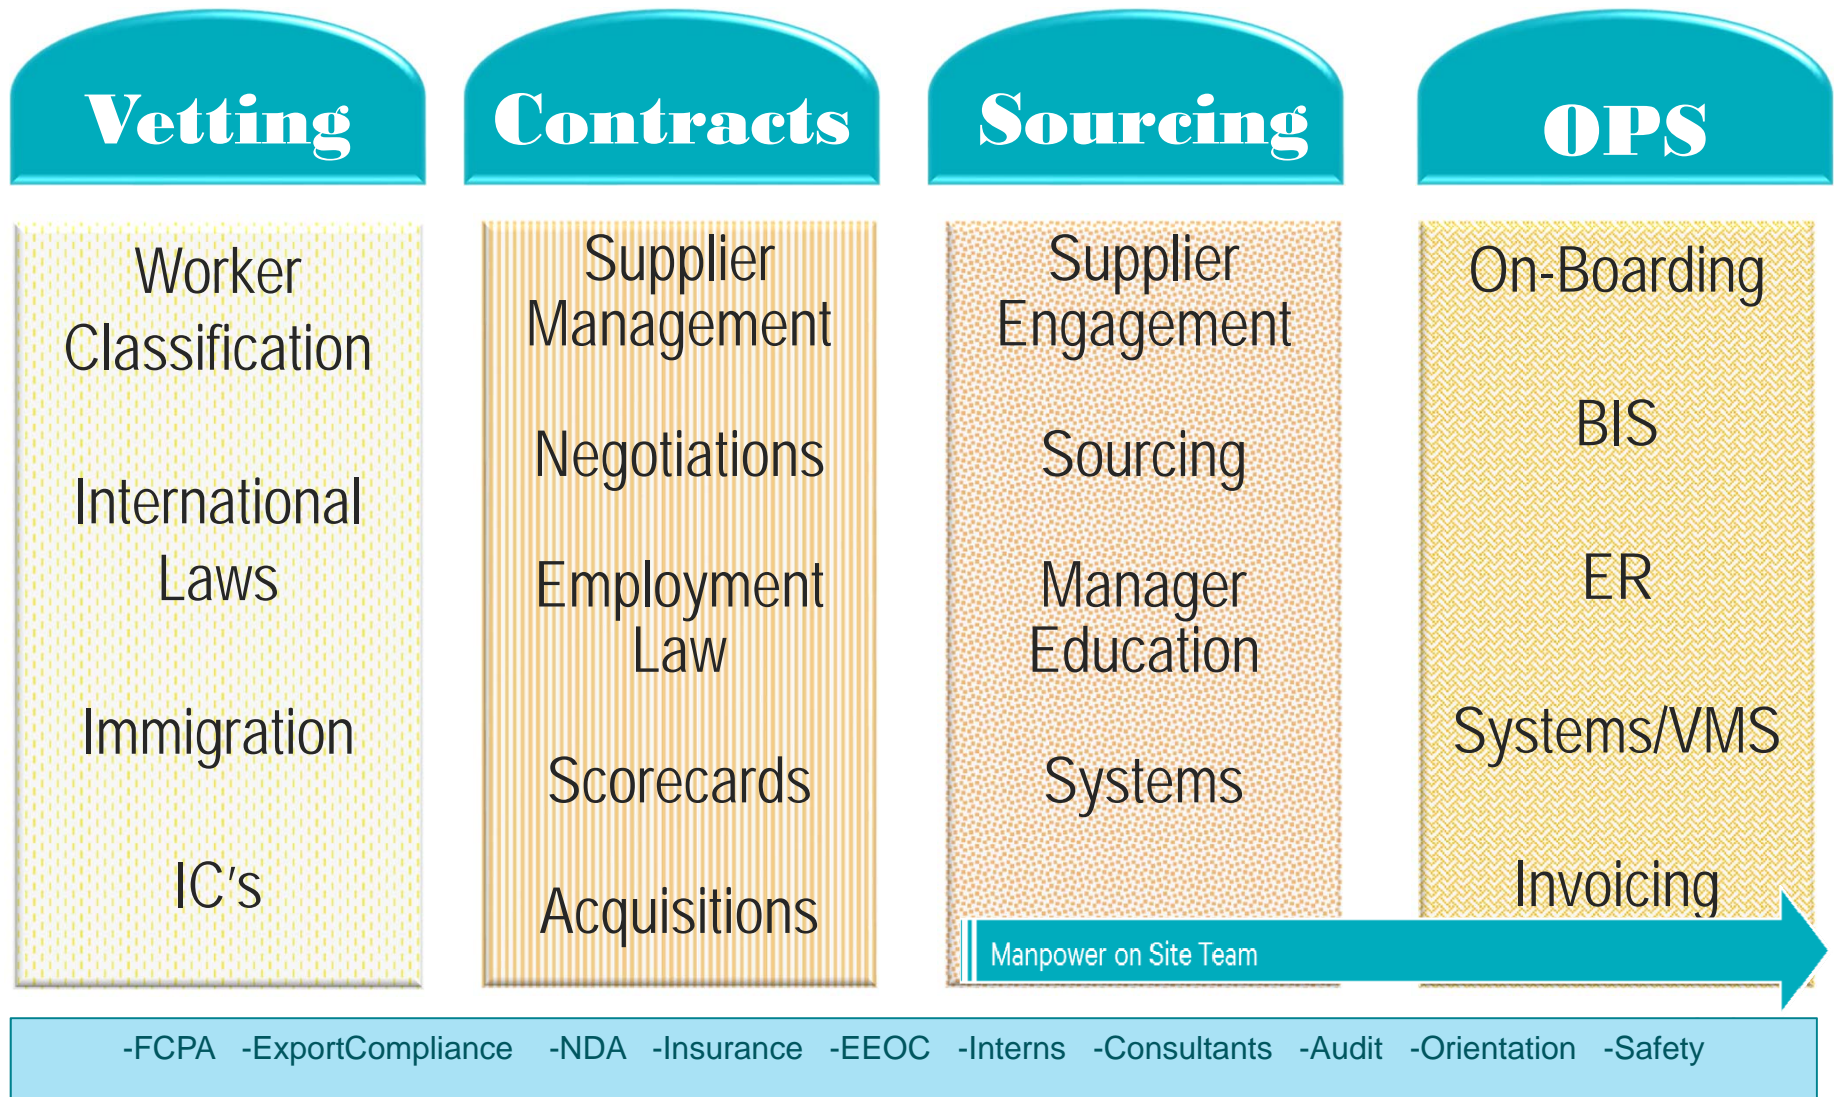 Vetting
Worker
Classification
International
Laws
Immigration
IC's
Contracts
Supplier
Management
Negotiations
Employment
Law
Scorecards
Acquisitions
Sourcing
Supplier
Engagement
Sourcing
Manager
Education
Systems
OPS
On-Boarding
BIS
ER
Systems/VMS
Invoicing
Manpower on Site Team
-FCPA -ExportCompliance -NDA -Insurance -EEOC -Interns -Consultants -Audit -Orientation -Safety